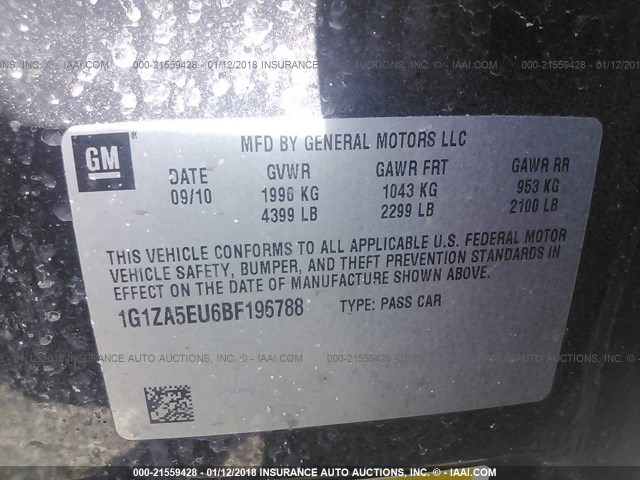 000-21559428 - 01/12/2018 INSURANCE AUTO AUCTIONS, INC. - © - IAAI.COM
GM
®
MFD BY GENERAL MOTORS LLC
DATE GVWR GAWR FRT GAWR RR
09/10 1996 KG 1043 KG 953 KG
4399 LB 2299 LB 2100 LB
THIS VEHICLE CONFORMS TO ALL APPLICABLE U.S. FEDERAL MOTOR
VEHICLE SAFETY, BUMPER, AND THEFT PREVENTION STANDARDS IN
EFFECT ON THE DATE OF MANUFACTURE SHOWN ABOVE.
1G1ZA5EU6BF196788 TYPE: PASS CAR
000-21559428 - 01/12/2018 INSURANCE AUTO AUCTIONS, INC. - © - IAAI.COM